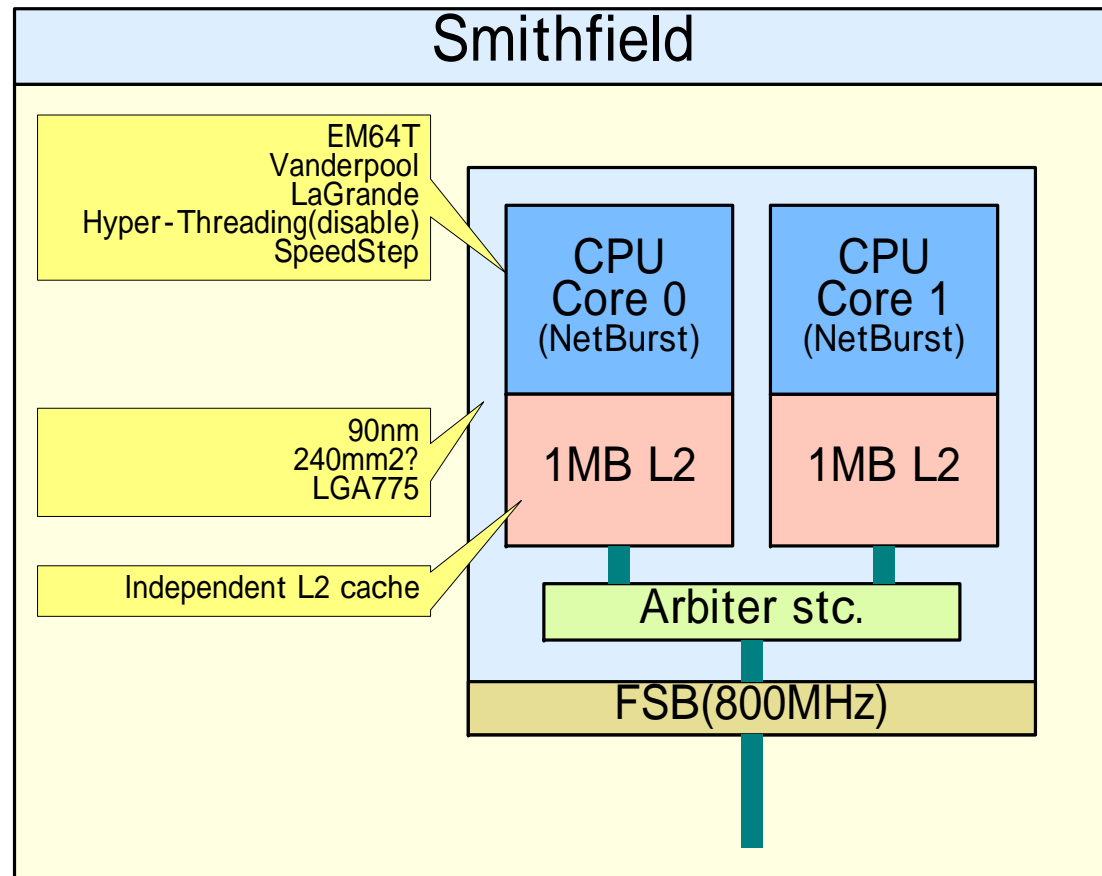 Smithfield
EM64T
Vanderpool
LaGrande
Hyper-Threading(disable)
SpeedStep
CPU
Core 0
(NetBurst)
CPU
Core 1
(NetBurst)
90nm
240mm2?
LGA775
1MB L2
1MB L2
Independent L2 cache
Arbiter stc.
FSB(800MHz)